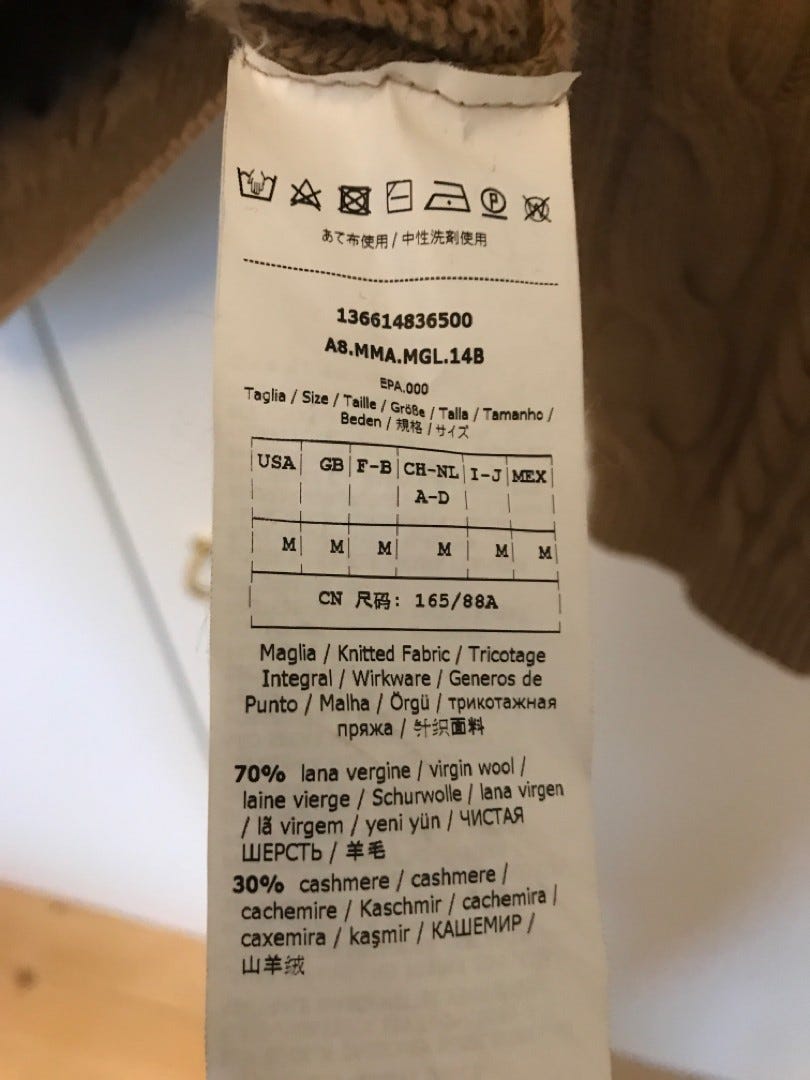 P
W
あて布使用 / 中性洗剤使用
136614836500
A8.MMA.MGL.14B
EPA.000
Taglia / Size / Taille / Größe / Talla / Tamanho /
Beden / 規格 / サイズ
USA GB F-B CH-NL I-J MEX
A-D
M M M M M M
CN 尺码: 165/88A
Maglia / Knitted Fabric / Tricotage
Integral / Wirkware / Generos de
Punto / Malha / Örgü / трикотажная
пряжа / 针织面料
70% lana vergine / virgin wool /
laine vierge / Schurwolle / lana virgen
/ lã virgem / yeni yün / ЧИСТАЯ
ШЕРСТЬ / 羊毛
30% cashmere / cashmere /
cachemire / Kaschmir / cachemira /
caxemira / kaşmir / КАШЕМИР /
山羊绒